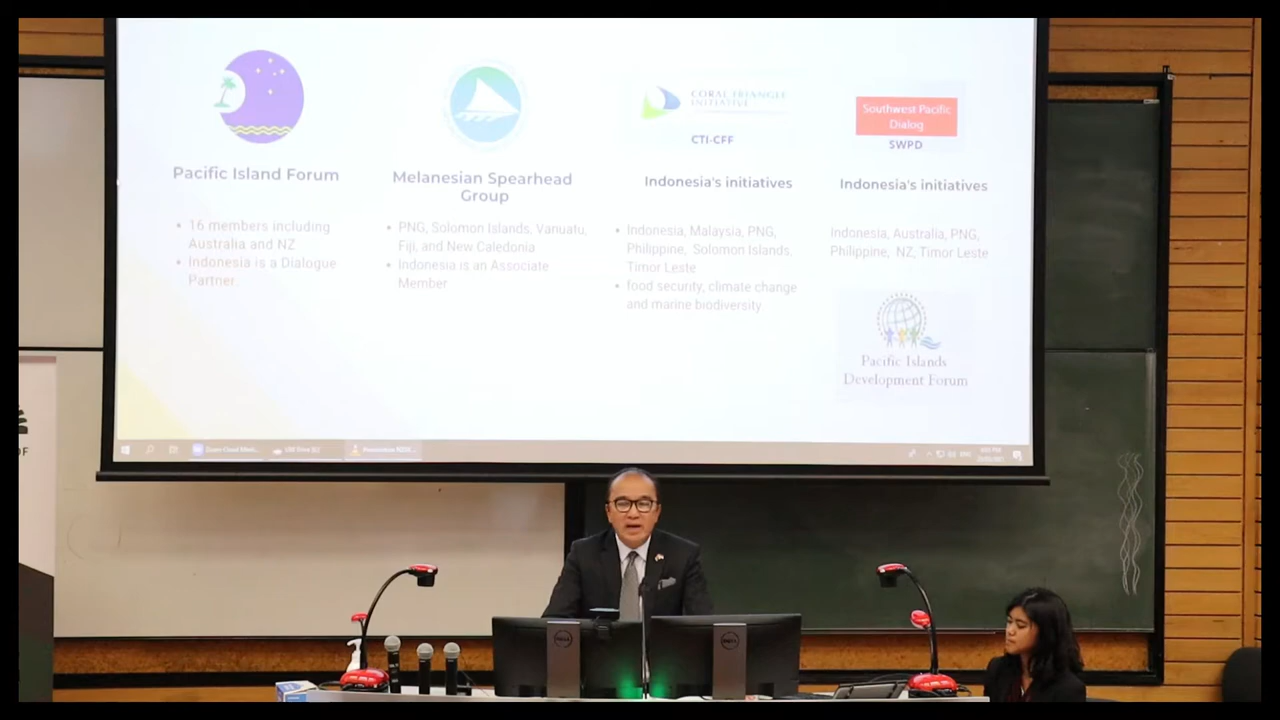 Pacific Island Forum
• 16 members including
Australia and NZ
• Indonesia is a Dialogue
Partner
Melanesian Spearhead
Group
• PNG, Solomon Islands, Vanuatu,
Fiji, and New Caledonia
• Indonesia is an Associate
Member
CORAL TRIANGLE
INITIATIVE
CTI-CFF
Indonesia's initiatives
• Indonesia, Malaysia, PNG,
Philippine, Solomon Islands,
Timor Leste
• food security, climate change
and marine biodiversity
Southwest Pacific
Dialog
SWPD
Indonesia's initiatives
Indonesia, Australia, PNG,
Philippine, NZ, Timor Leste
Pacific Islands
Development Forum
DELL
DELL